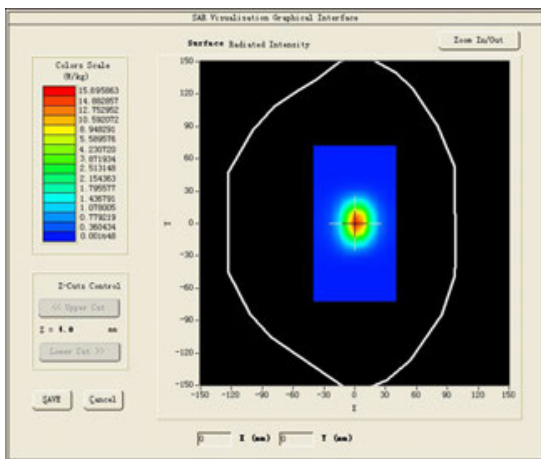 SAR Visualisation Graphical Interface
Surface Radiated Intensity
Zoom In/Out
Colors Scale
(W/kg)
15.895863
14.882857
12.752952
10.592072
8.948291
5.589576
4.230720
3.871934
2.513148
2.154363
1.795577
1.436791
1.078005
0.779219
0.360434
0.001648
150
120
90
60
30
0
-30
-60
-90
-120
-150
Y
-150 -120 -90 -60 -30 0 30 60 90 120 150
X
Z-Cuts Control
<< Upper Cut
Z = 4.0 mm
Lower Cut >>
SAVE Cancel
0 X (mm) 0 Y (mm)